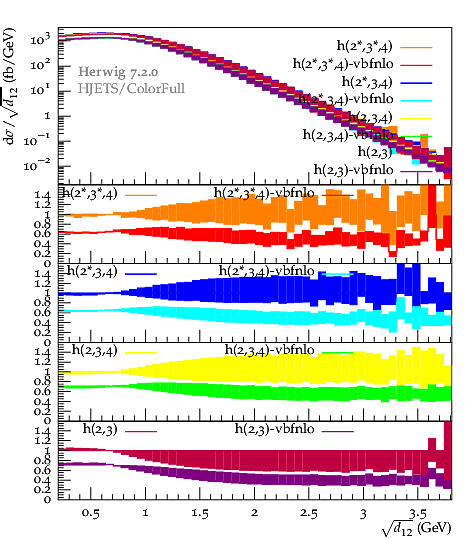 dσ/√d₁₂ (fb/GeV)
10³
10²
10¹
1
10⁻¹
10⁻²
Herwig 7.2.0
HJETS/ColorFull
h(2*,3*,4)
h(2*,3*,4)-vbfnlo
h(2*,3,4)
h(2*,3,4)-vbfnlo
h(2,3,4)
h(2,3,4)-vbfnlo
h(2,3)
h(2,3)-vbfnlo
h(2*,3*,4) h(2*,3*,4)-vbfnlo
1.4
1.2
1
0.8
0.6
0.4
0.2
0
h(2*,3,4) h(2*,3,4)-vbfnlo
1.4
1.2
1
0.8
0.6
0.4
0.2
0
h(2,3,4) h(2,3,4)-vbfnlo
1.4
1.2
1
0.8
0.6
0.4
0.2
0
h(2,3) h(2,3)-vbfnlo
1.4
1.2
1
0.8
0.6
0.4
0.2
0
0.5 1 1.5 2 2.5 3 3.5
√d₁₂ (GeV)